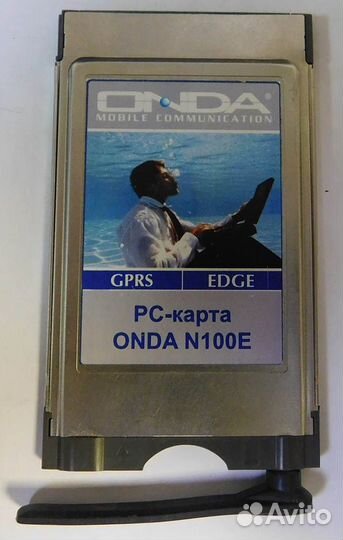 ONDA
MOBILE COMMUNICATION
GPRS EDGE
PC-карта
ONDA N100E
Avito